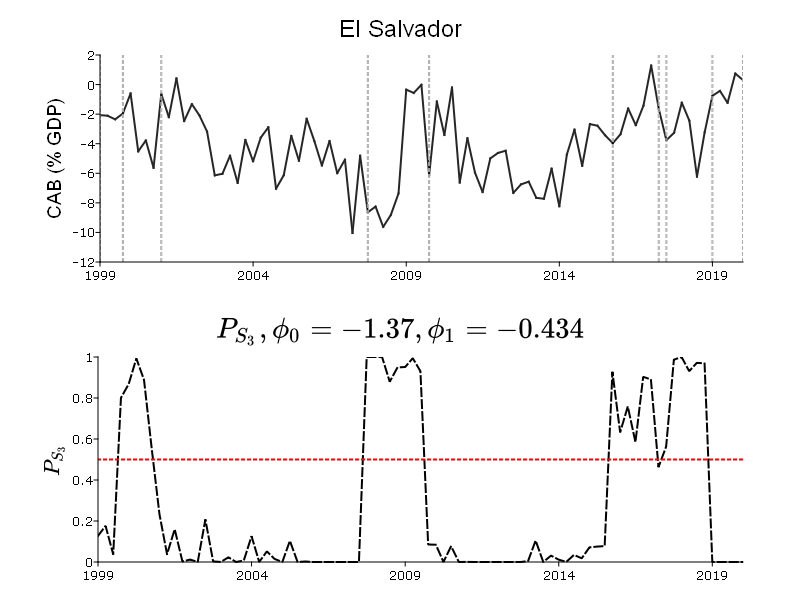 El Salvador
CAB (% GDP)
2
0
−2
−4
−6
−8
−10
−12
1999 2004 2009 2014 2019
P_{S_3}, ϕ_0 = −1.37, ϕ_1 = −0.434
P_{S_3}
1
0.8
0.6
0.4
0.2
0
1999 2004 2009 2014 2019